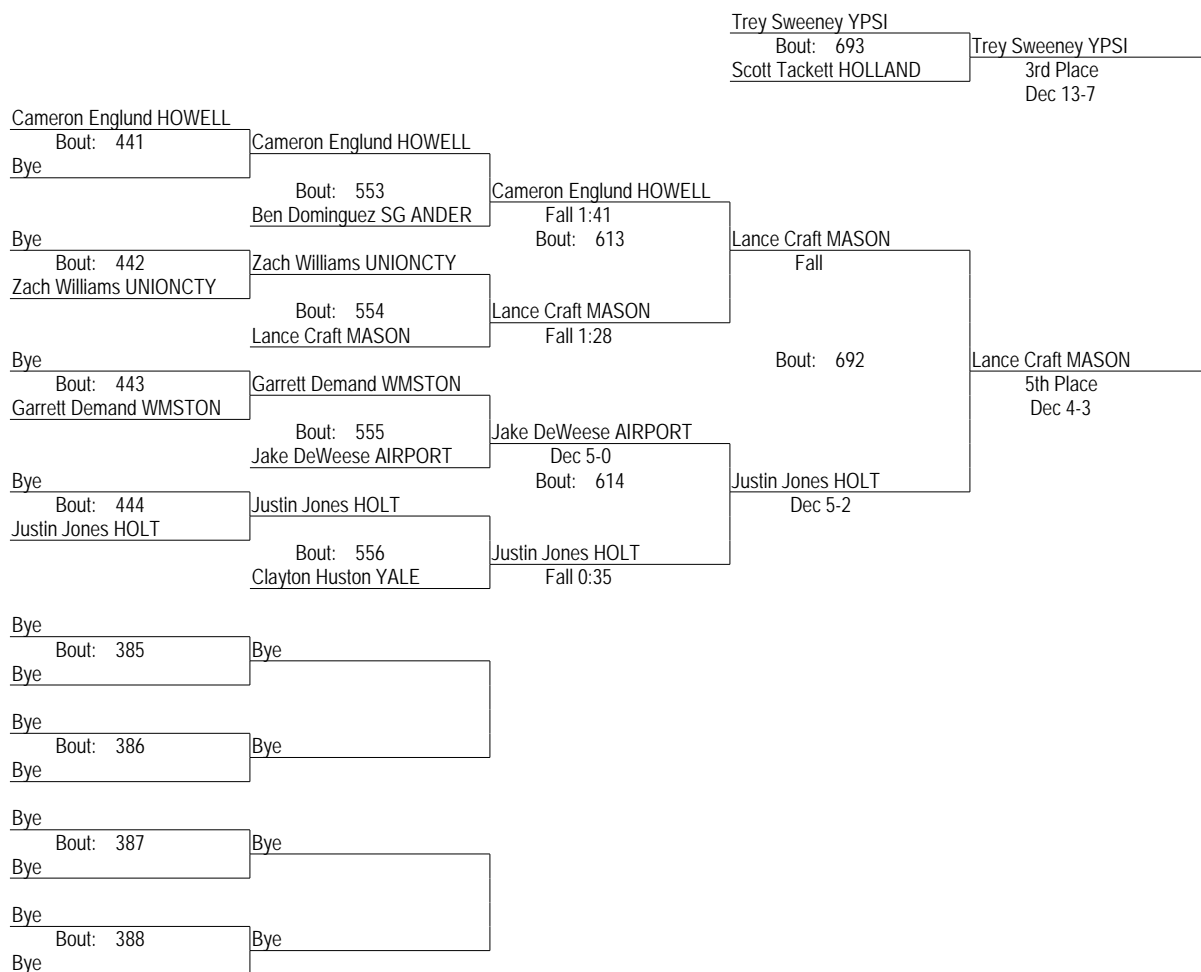 Trey Sweeney YPSI
Bout: 693
Trey Sweeney YPSI
Scott Tackett HOLLAND
3rd Place
Dec 13-7
Cameron Englund HOWELL
Bout: 441
Cameron Englund HOWELL
Bye
Bout: 553
Cameron Englund HOWELL
Ben Dominguez SG ANDER
Fall 1:41
Bye
Bout: 613
Lance Craft MASON
Bout: 442
Zach Williams UNIONCTY
Fall
Zach Williams UNIONCTY
Bout: 554
Lance Craft MASON
Lance Craft MASON
Fall 1:28
Bye
Bout: 692
Lance Craft MASON
Bout: 443
Garrett Demand WMSTON
5th Place
Garrett Demand WMSTON
Dec 4-3
Bout: 555
Jake DeWeese AIRPORT
Jake DeWeese AIRPORT
Dec 5-0
Bye
Bout: 614
Justin Jones HOLT
Bout: 444
Justin Jones HOLT
Dec 5-2
Justin Jones HOLT
Bout: 556
Justin Jones HOLT
Clayton Huston YALE
Fall 0:35
Bye
Bout: 385
Bye
Bye
Bye
Bout: 386
Bye
Bye
Bye
Bout: 387
Bye
Bye
Bye
Bout: 388
Bye
Bye